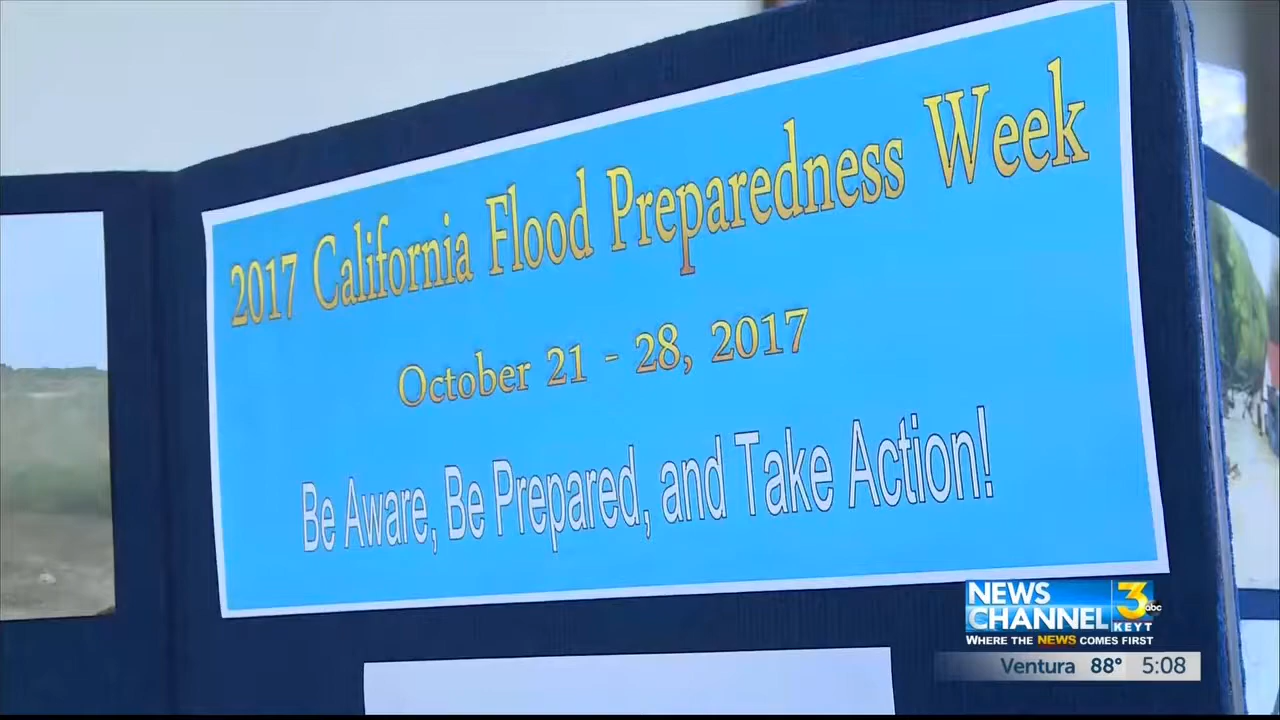 2017 California Flood Preparedness Week
October 21 - 28, 2017
Be Aware, Be Prepared, and Take Action!
NEWS
CHANNEL 3 abc
KEYT
WHERE THE NEWS COMES FIRST
Ventura 88° 5:08